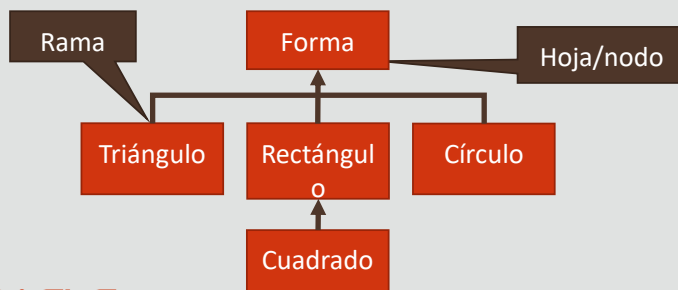 Rama
Forma
Hoja/nodo
Triángulo
Rectángul
o
Círculo
Cuadrado